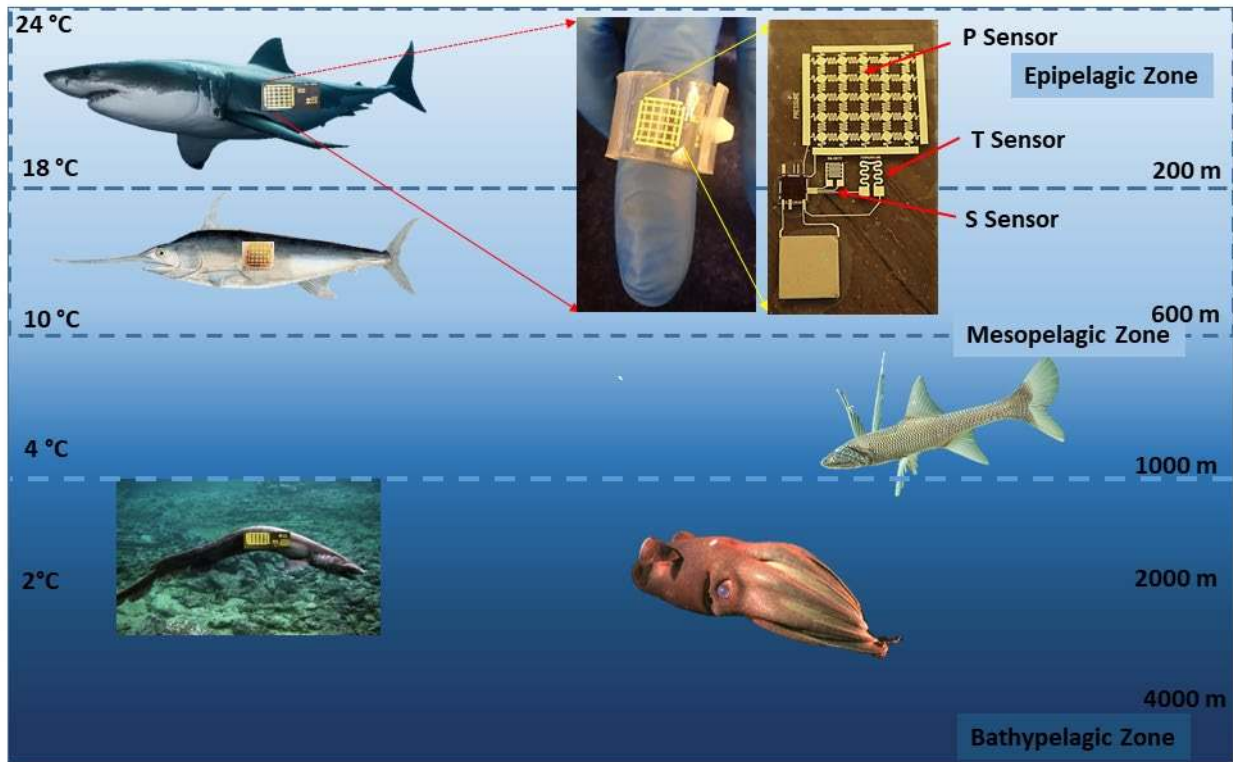 24 °C
P Sensor
Epipelagic Zone
T Sensor
18 °C
200 m
S Sensor
PRESSURE
10 °C
600 m
Mesopelagic Zone
4 °C
1000 m
2°C
2000 m
4000 m
Bathypelagic Zone